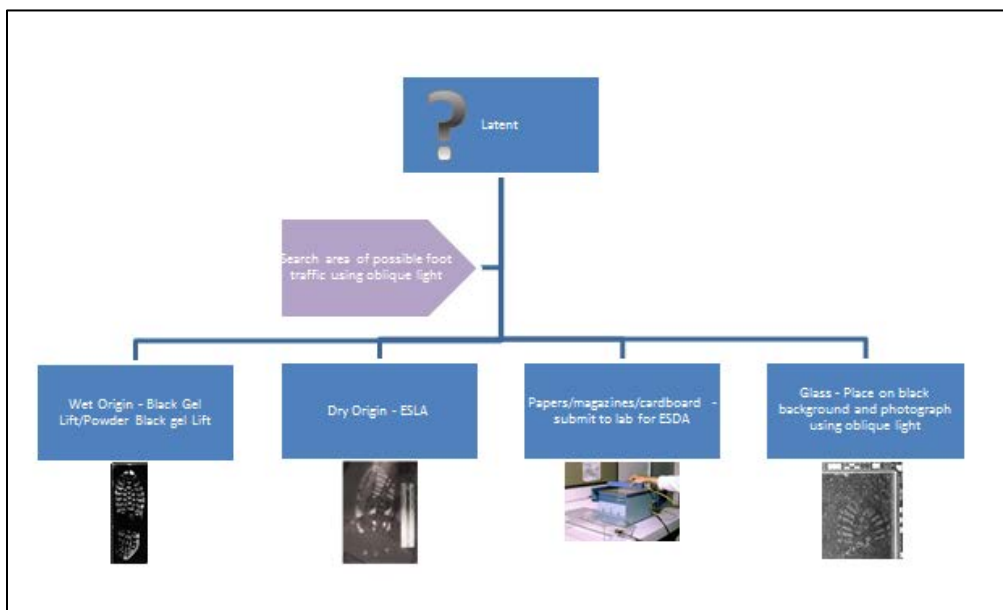 Latent
Search area of possible foot
traffic using oblique light
Wet Origin - Black Gel
Lift/Powder Black gel Lift
Dry Origin - ESLA
Papers/magazines/cardboard -
submit to lab for ESDA
Glass - Place on black
background and photograph
using oblique light